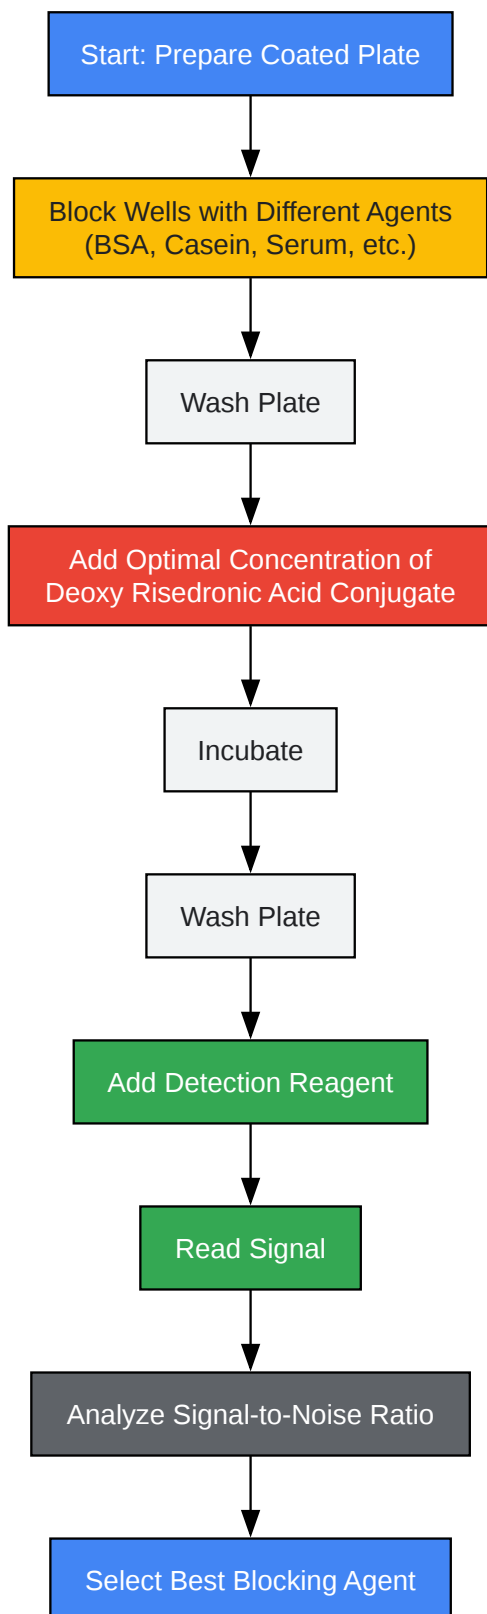 Start: Prepare Coated Plate
Block Wells with Different Agents
(BSA, Casein, Serum, etc.)
Wash Plate
Add Optimal Concentration of
Deoxy Risedronic Acid Conjugate
Incubate
Wash Plate
Add Detection Reagent
Read Signal
Analyze Signal-to-Noise Ratio
Select Best Blocking Agent